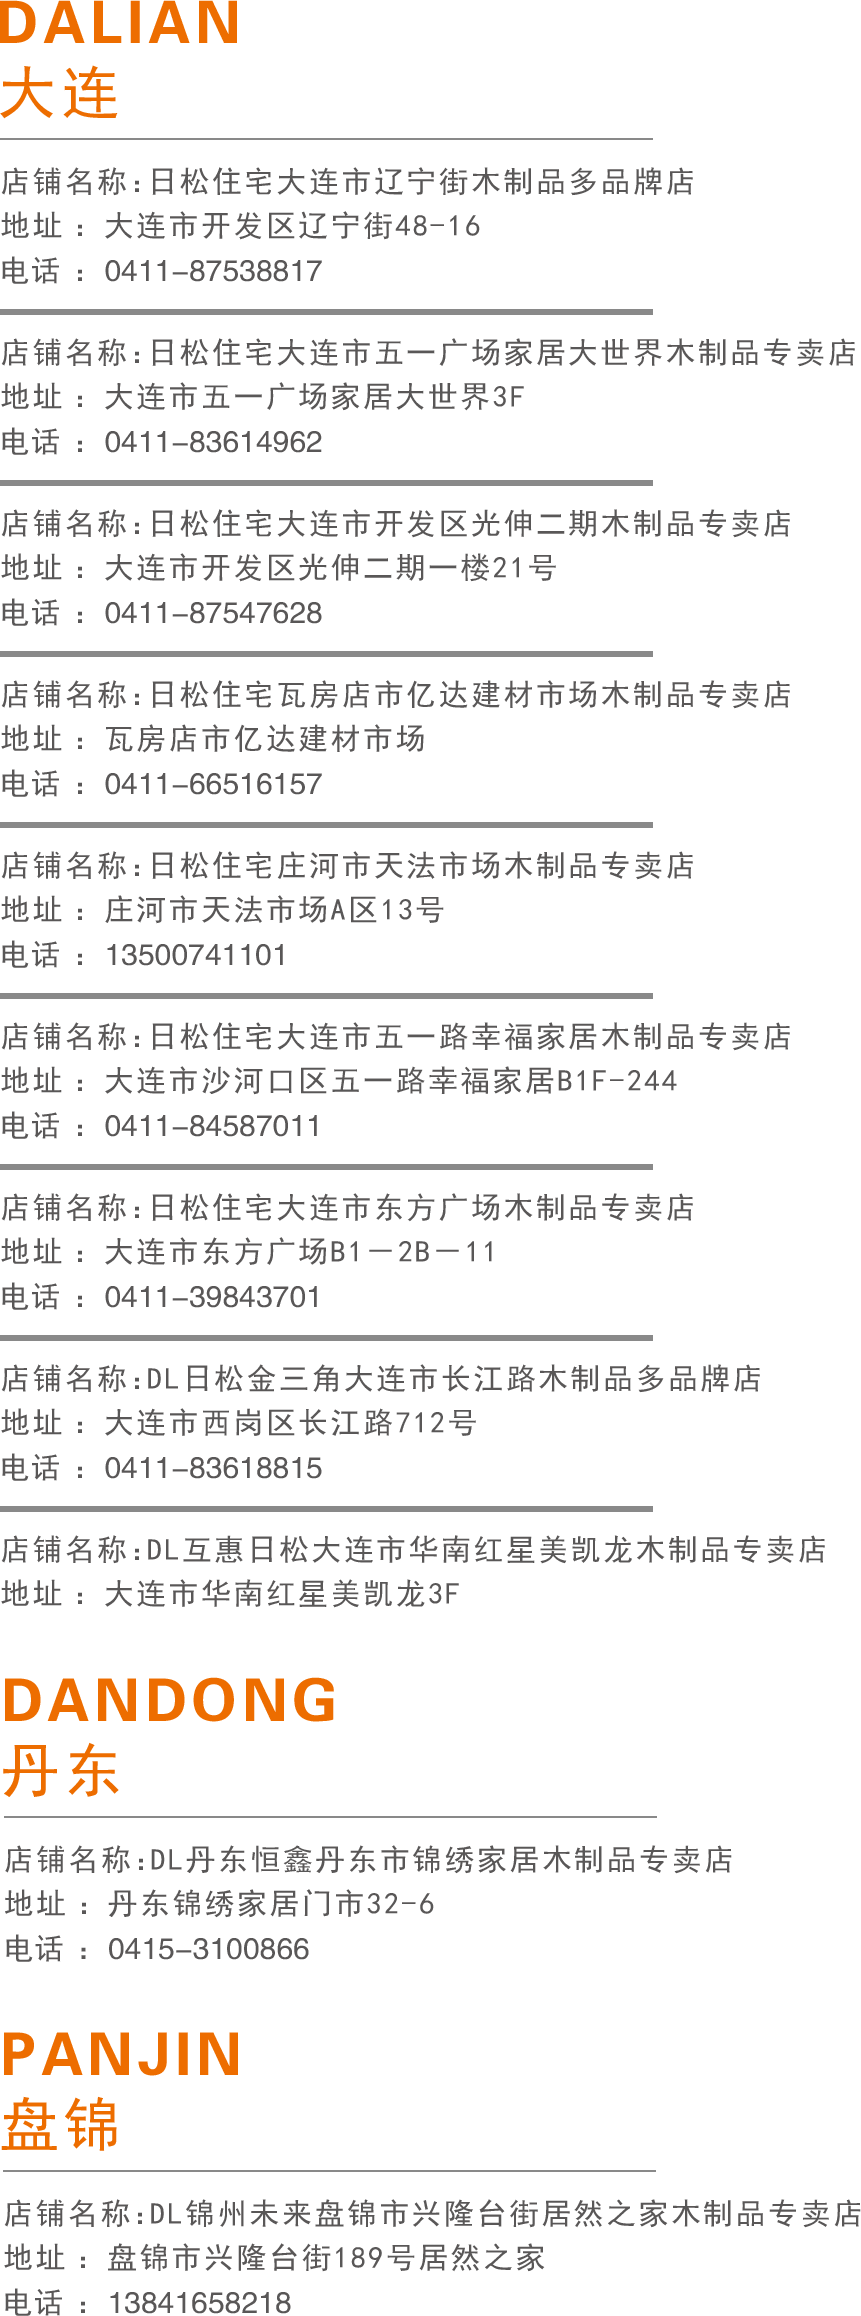 DALIAN
大连
店铺名称：日松住宅大连市辽宁街木制品多品牌店
地址 ：大连市开发区辽宁街48-16
电话 ：0411-87538817
店铺名称：日松住宅大连市五一广场家居大世界木制品专卖店
地址 ：大连市五一广场家居大世界3F
电话 ：0411-83614962
店铺名称：日松住宅大连市开发区光伸二期木制品专卖店
地址 ：大连市开发区光伸二期一楼21号
电话 ：0411-87547628
店铺名称：日松住宅瓦房店市亿达建材市场木制品专卖店
地址 ：瓦房店市亿达建材市场
电话 ：0411-66516157
店铺名称：日松住宅庄河市天法市场木制品专卖店
地址 ：庄河市天法市场A区13号
电话 ：13500741101
店铺名称：日松住宅大连市五一路幸福家居木制品专卖店
地址 ：大连市沙河口区五一路幸福家居B1F-244
电话 ：0411-84587011
店铺名称：日松住宅大连市东方广场木制品专卖店
地址 ：大连市东方广场B1－2B－11
电话 ：0411-39843701
店铺名称：DL日松金三角大连市长江路木制品多品牌店
地址 ：大连市西岗区长江路712号
电话 ：0411-83618815
店铺名称：DL互惠日松大连市华南红星美凯龙木制品专卖店
地址 ：大连市华南红星美凯龙3F
DANDONG
丹东
店铺名称：DL丹东恒鑫丹东市锦绣家居木制品专卖店
地址 ：丹东锦绣家居门市32-6
电话 ：0415-3100866
PANJIN
盘锦
店铺名称：DL锦州未来盘锦市兴隆台街居然之家木制品专卖店
地址 ：盘锦市兴隆台街189号居然之家
电话 ：13841658218